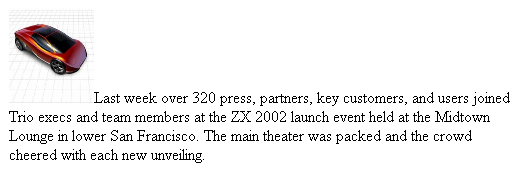 Last week over 320 press, partners, key customers, and users joined
Trio execs and team members at the ZX 2002 launch event held at the Midtown
Lounge in lower San Francisco. The main theater was packed and the crowd
cheered with each new unveiling.